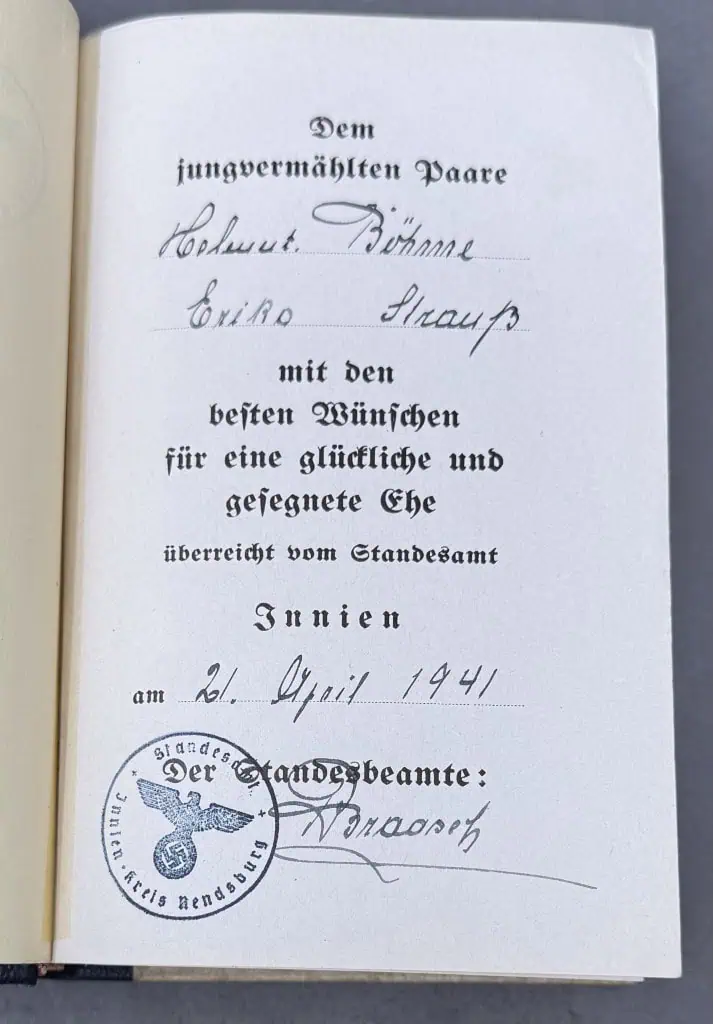 Dem
jungvermählten Paare
Helmut Böhme
Erika Strauß
mit den
besten Wünschen
für eine glückliche und
gesegnete Ehe
überreicht vom Standesamt
Innien
am 21. April 1941
Der Standesbeamte:
Braasch
Standesamt
Innien - Kreis Rendsburg